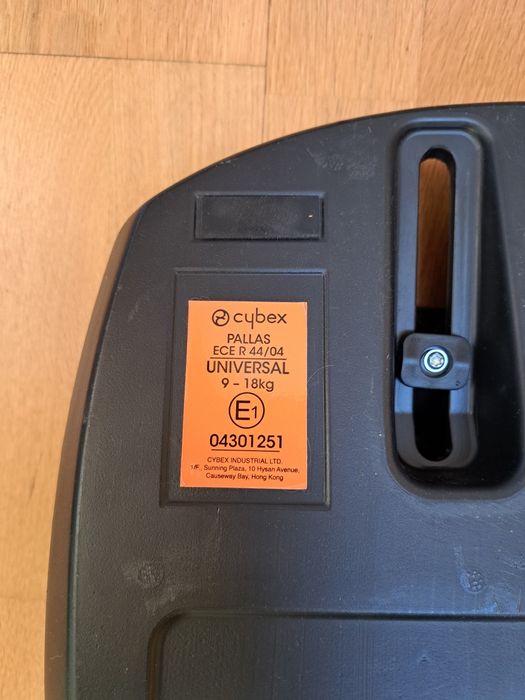 cybex
PALLAS
ECE R 44/04
UNIVERSAL
9 - 18kg
E1
04301251
CYBEX INDUSTRIAL LTD.
1/F., Sunning Plaza, 10 Hysan Avenue,
Causeway Bay, Hong Kong